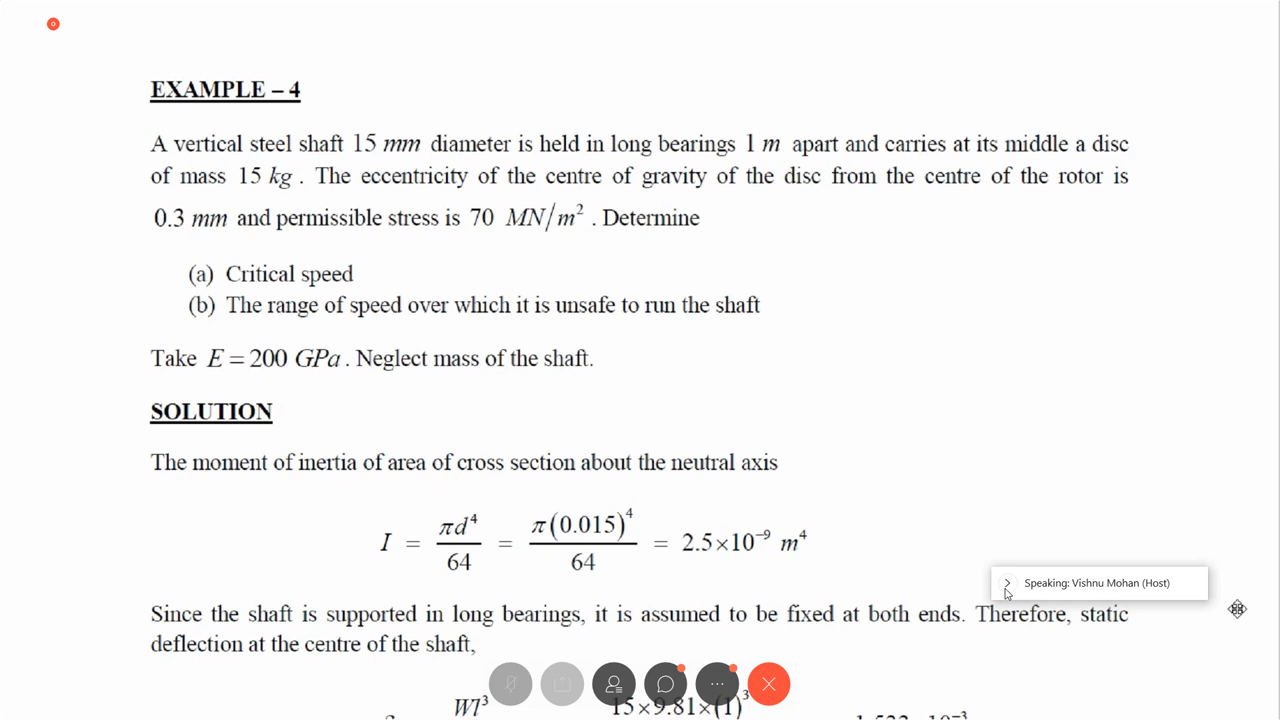 EXAMPLE – 4
A vertical steel shaft 15 mm diameter is held in long bearings 1 m apart and carries at its middle a disc
of mass 15 kg . The eccentricity of the centre of gravity of the disc from the centre of the rotor is
0.3 mm and permissible stress is 70 MN/m² . Determine
(a) Critical speed
(b) The range of speed over which it is unsafe to run the shaft
Take E = 200 GPa . Neglect mass of the shaft.
SOLUTION
The moment of inertia of area of cross section about the neutral axis
I = πd⁴/64 = π(0.015)⁴/64 = 2.5×10⁻⁹ m⁴
Speaking: Vishnu Mohan (Host)
Since the shaft is supported in long bearings, it is assumed to be fixed at both ends. Therefore, static
deflection at the centre of the shaft,
Wl³ 15×9.81×(1)³